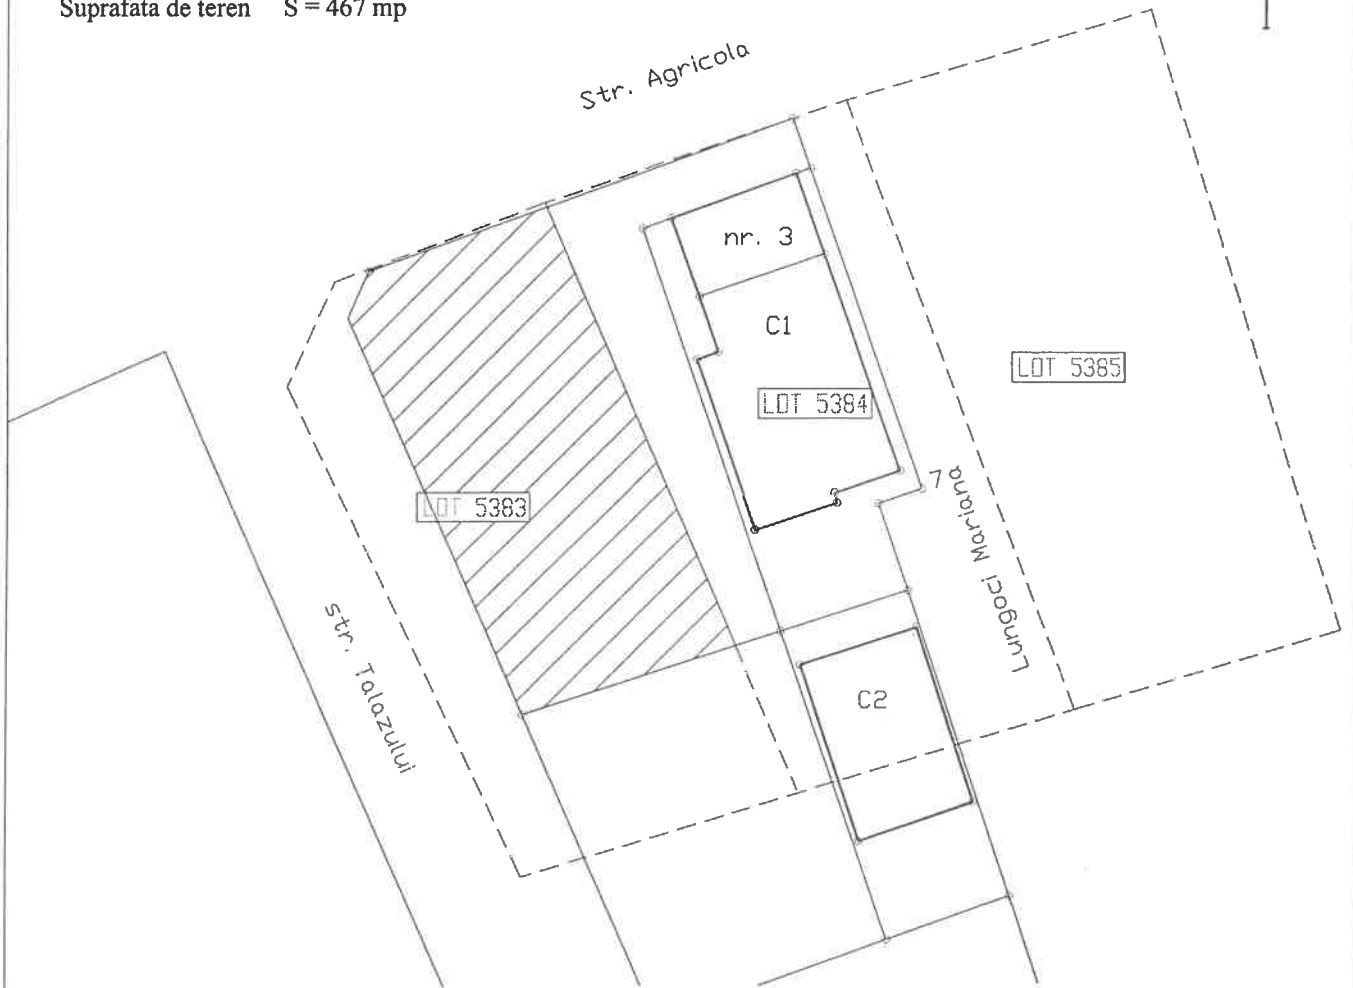 Suprafata de teren S = 467 mp
Str. Agricola
nr. 3
C1
LOT 5385
LOT 5384
7
LOT 5383
Lungoci Mariana
str. Talazului
C2